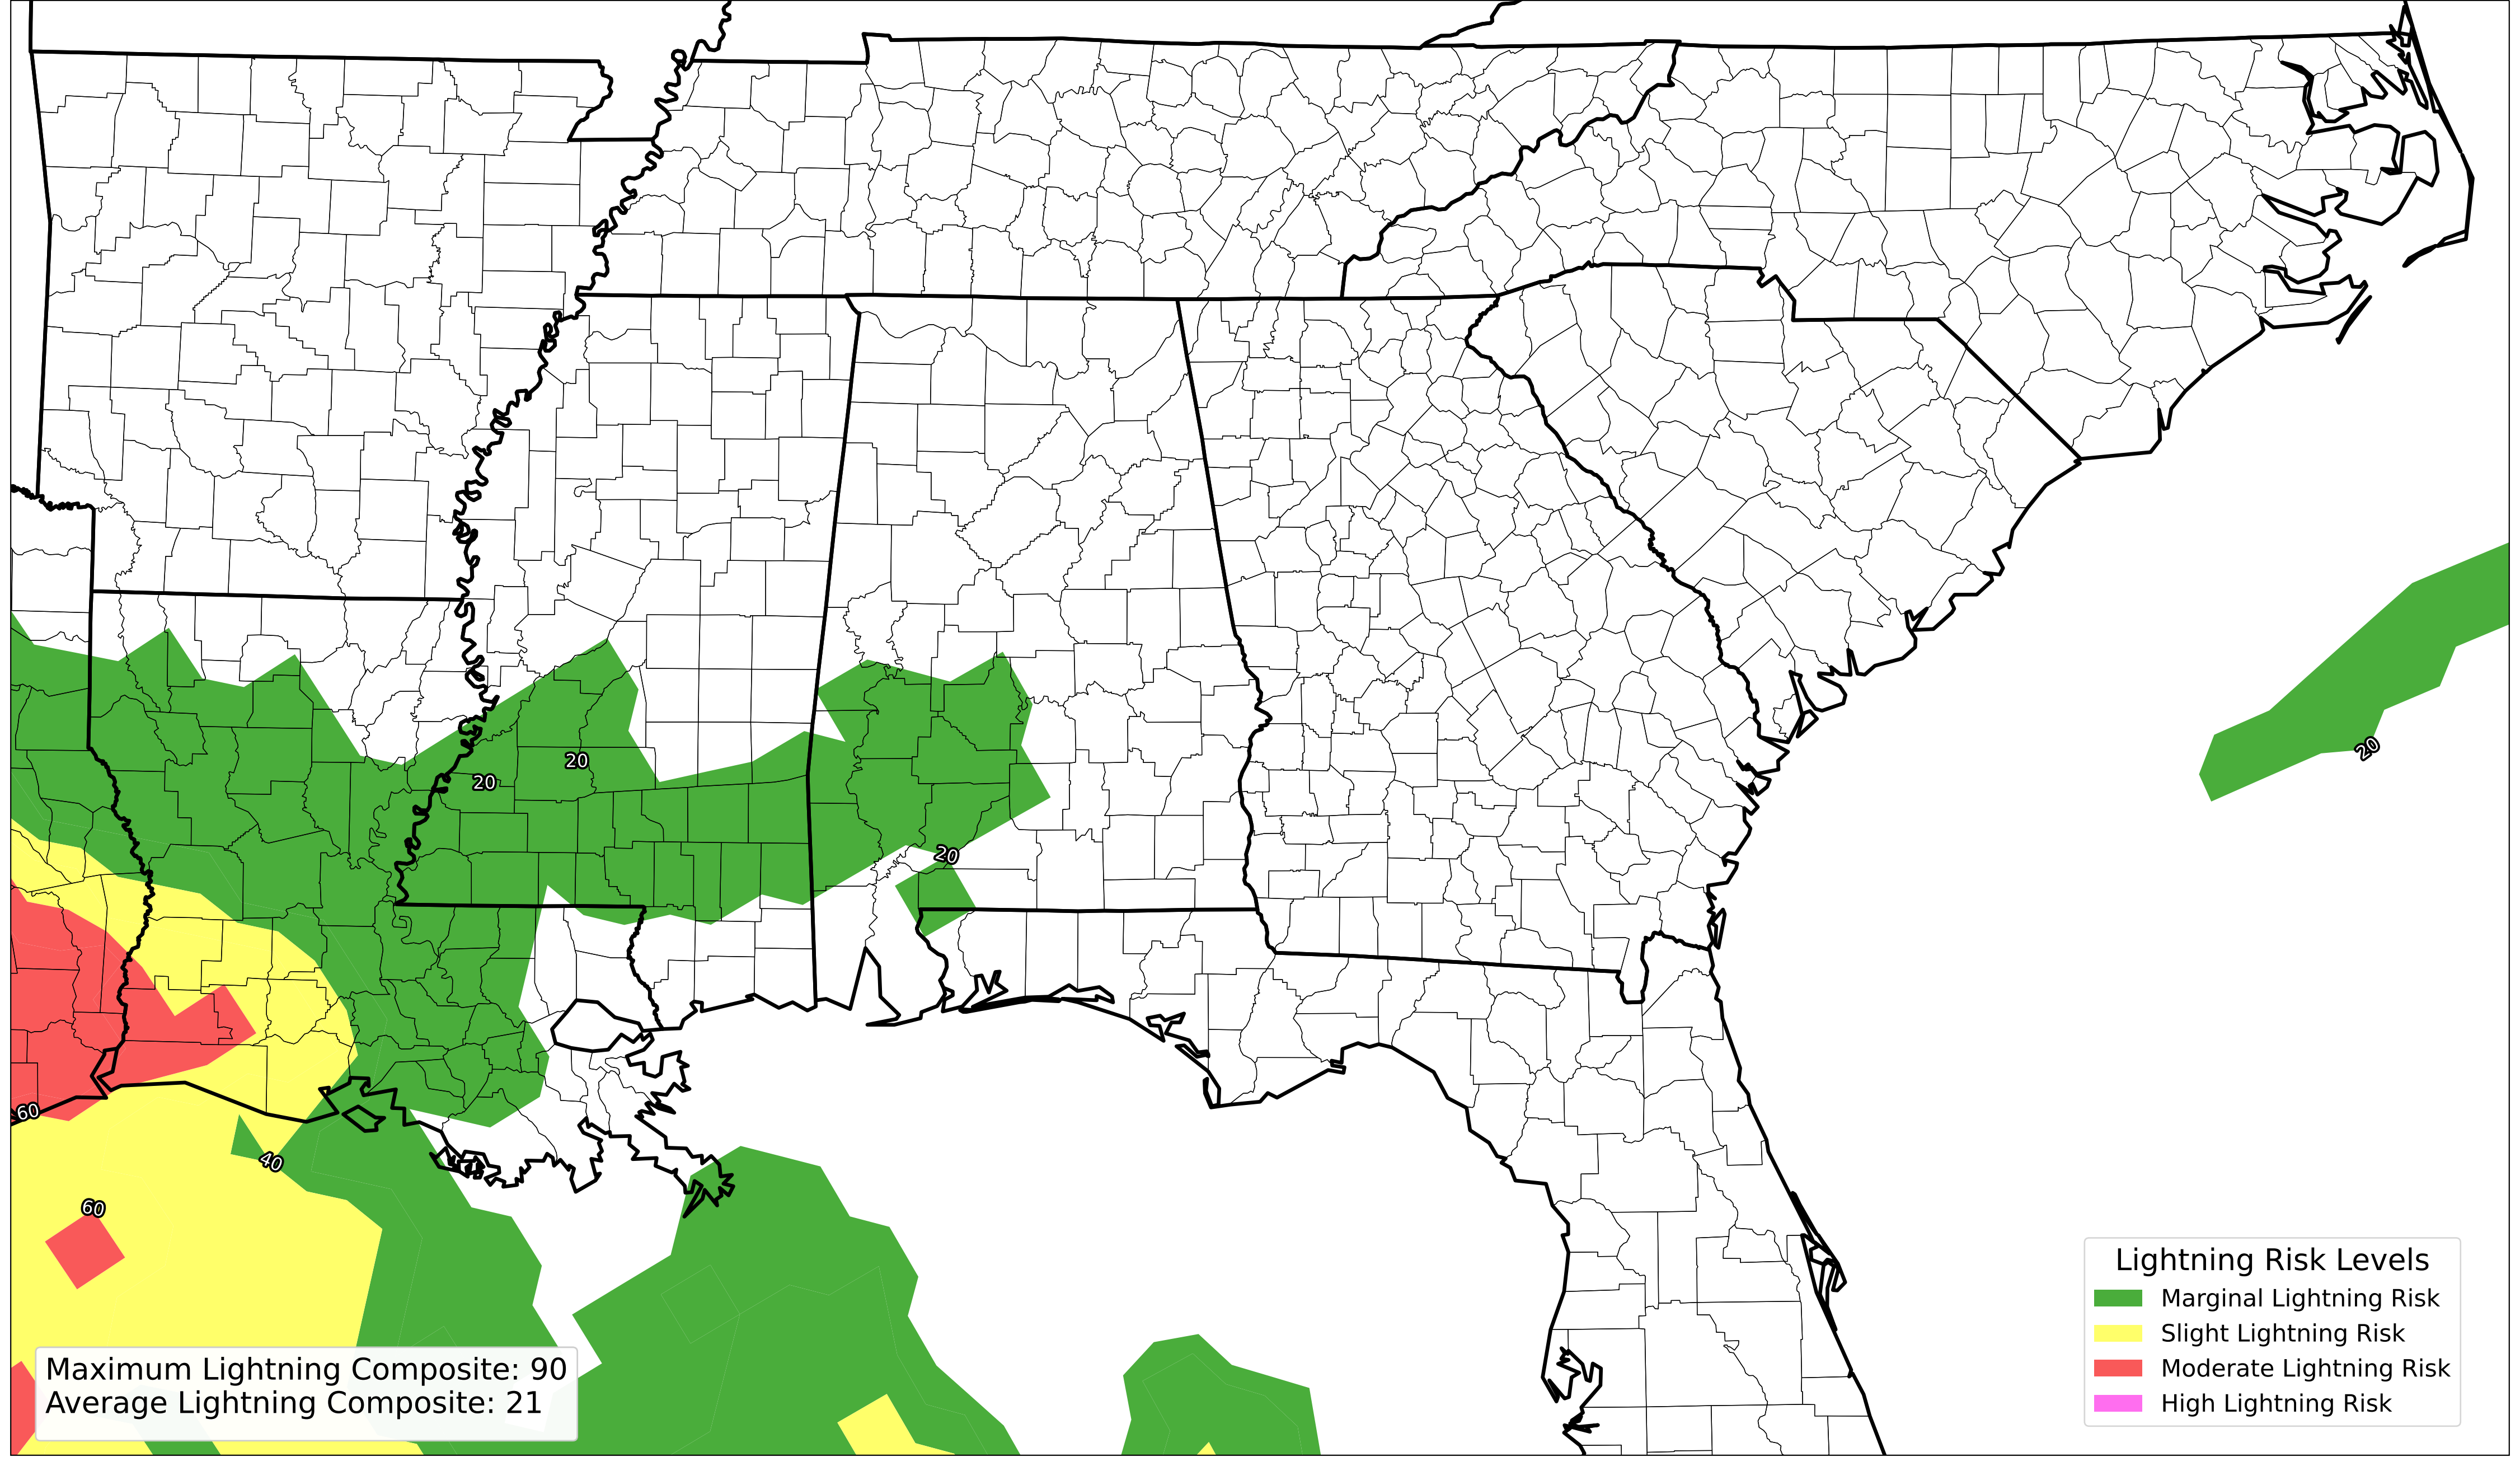 20
20
20
20
60
40
60
Lightning Risk Levels
Marginal Lightning Risk
Slight Lightning Risk
Moderate Lightning Risk
High Lightning Risk
Maximum Lightning Composite: 90
Average Lightning Composite: 21